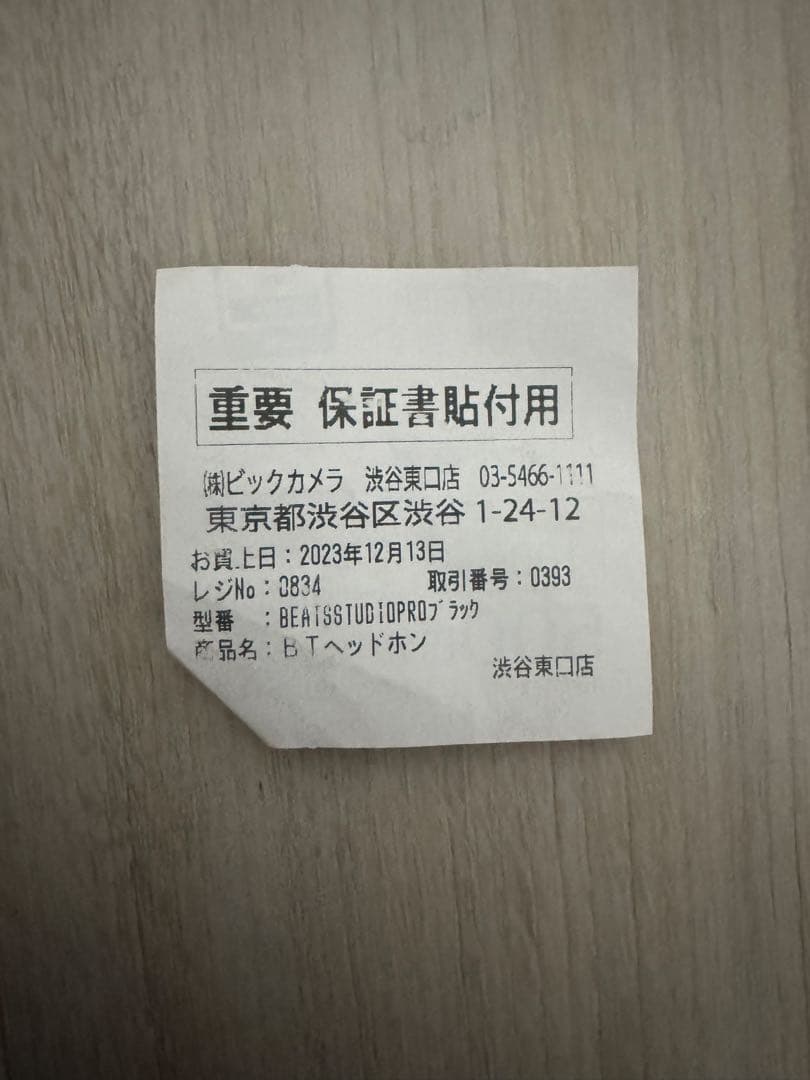 重要 保証書貼付用
㈱ビックカメラ 渋谷東口店 03-5466-1111
東京都渋谷区渋谷1-24-12
お買上日：2023年12月13日
レジNo：0834 取引番号：0393
型番 ：BEATSSTUDIOPROﾌﾞﾗｯｸ
商品名：ＢＴヘッドホン
渋谷東口店